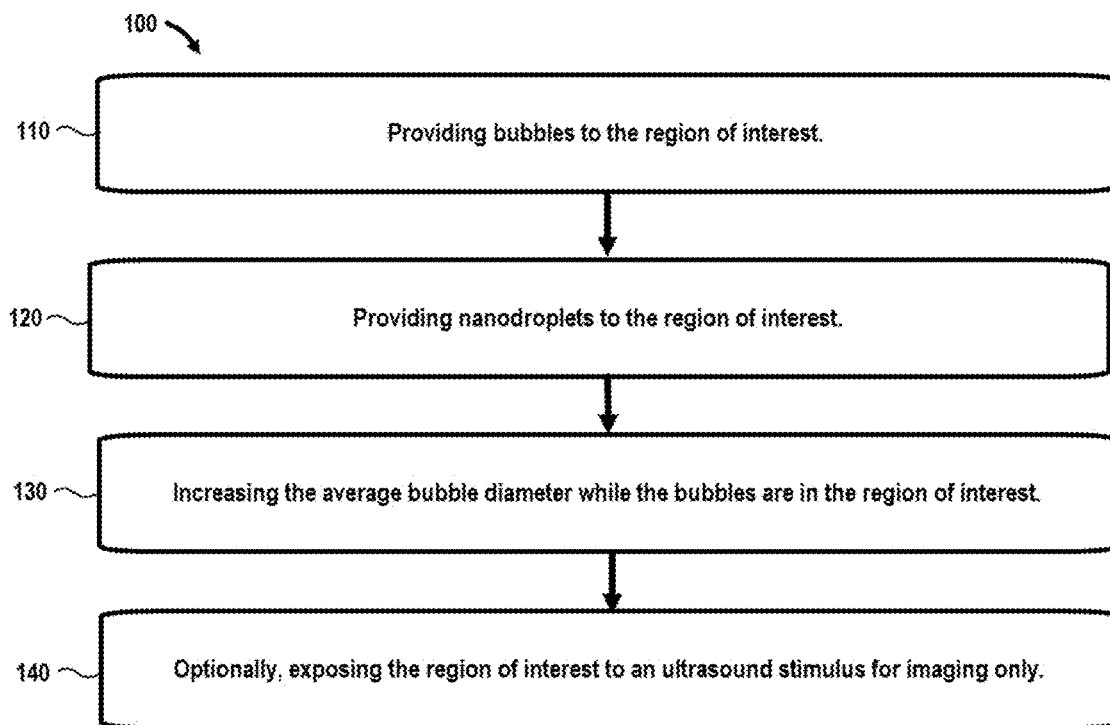 100
110
Providing bubbles to the region of interest.
120
Providing nanodroplets to the region of interest.
130
Increasing the average bubble diameter while the bubbles are in the region of interest.
140
Optionally, exposing the region of interest to an ultrasound stimulus for imaging only.